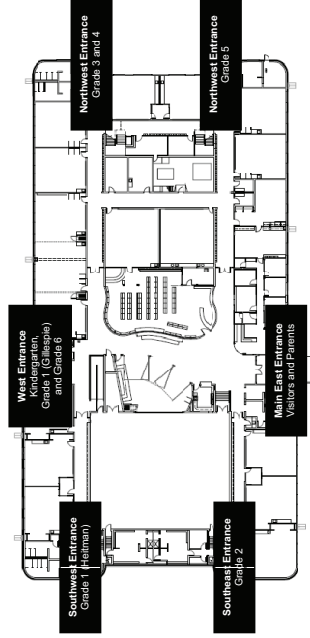 Northwest Entrance
Grade 3 and 4
Northwest Entrance
Grade 5
West Entrance
Kindergarten,
Grade 1 (Gillespie)
and Grade 6
Main East Entrance
Visitors and Parents
Southwest Entrance
Grade 1 (Heitman)
Southeast Entrance
Grade 2